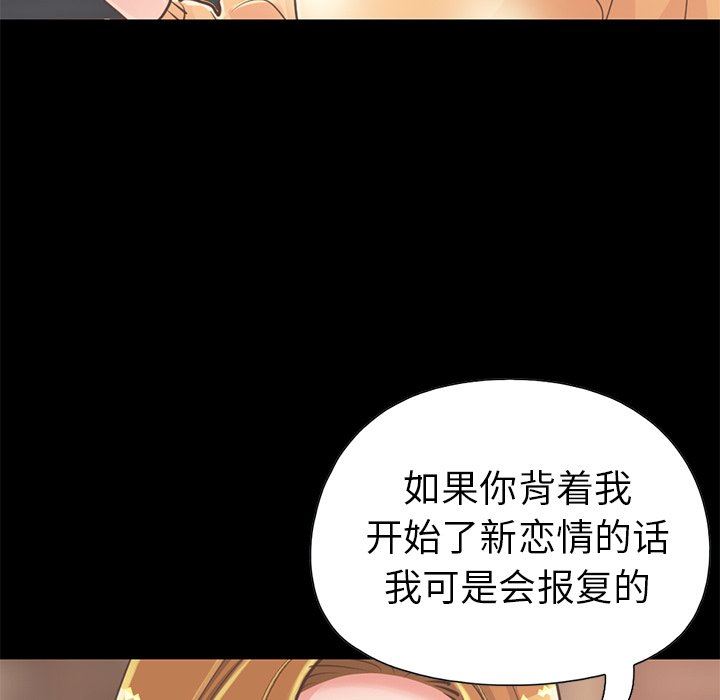 如果你背着我
开始了新恋情的话
我可是会报复的